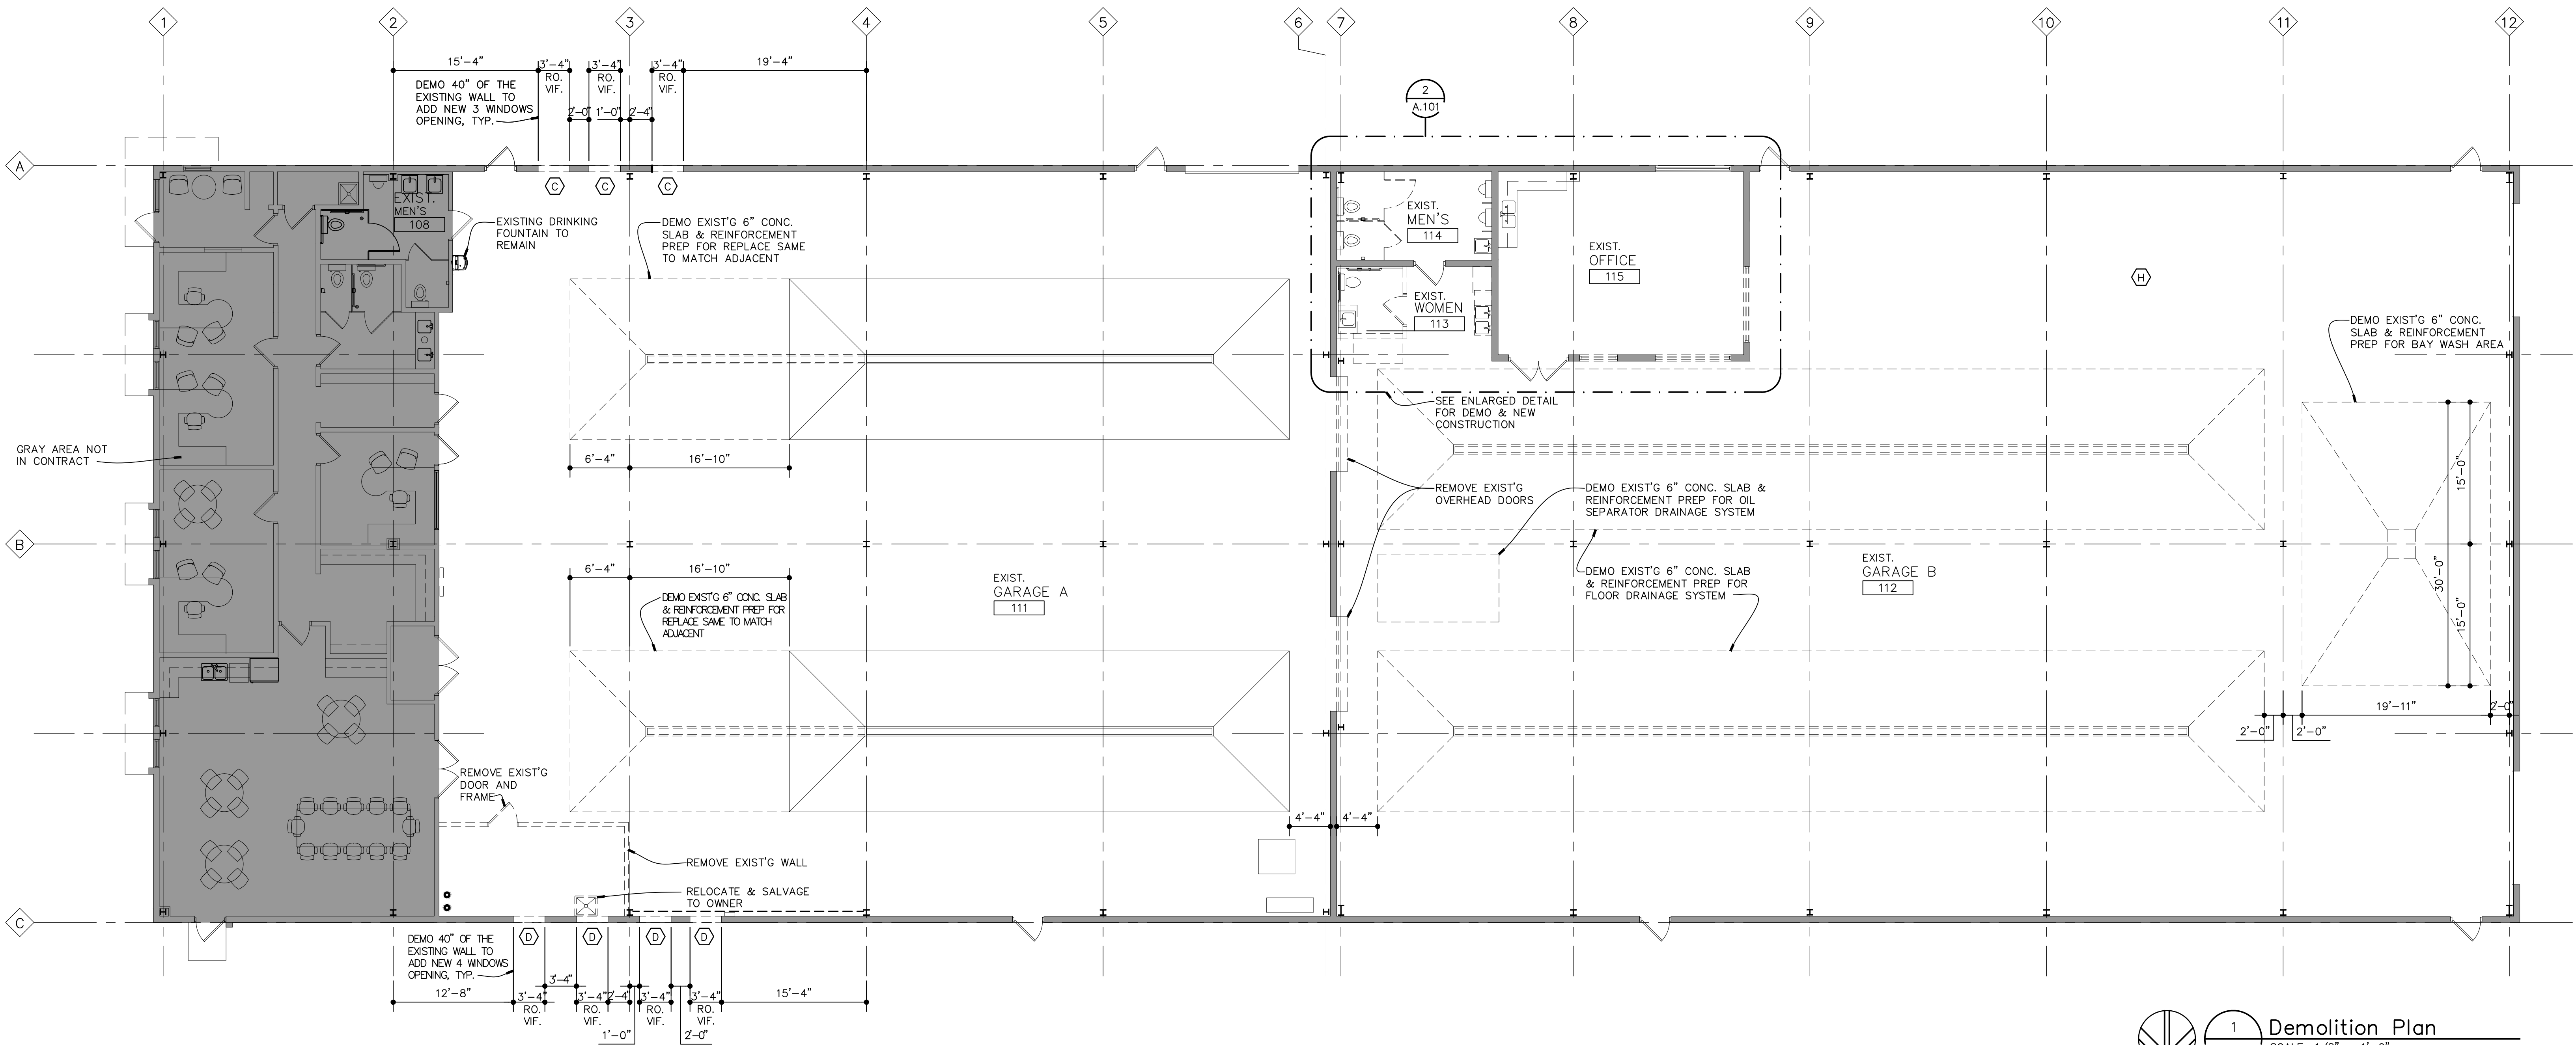 1
2
3
4
5
6
7
8
9
10
11
12
15'-4"
3'-4"
3'-4"
3'-4"
19'-4"
RO.
VIF.
RO.
VIF.
RO.
VIF.
DEMO 40" OF THE
EXISTING WALL TO
ADD NEW 3 WINDOWS
OPENING, TYP.
2'-0"
1'-0"
2'-4"
2
A.101
A
C
C
C
EXIST.
MEN'S
108
EXISTING DRINKING
FOUNTAIN TO
REMAIN
DEMO EXIST'G 6" CONC.
SLAB & REINFORCEMENT
PREP FOR REPLACE SAME
TO MATCH ADJACENT
EXIST.
MEN'S
114
EXIST.
OFFICE
115
EXIST.
WOMEN
113
H
DEMO EXIST'G 6" CONC.
SLAB & REINFORCEMENT
PREP FOR BAY WASH AREA
SEE ENLARGED DETAIL
FOR DEMO & NEW
CONSTRUCTION
GRAY AREA NOT
IN CONTRACT
6'-4"
16'-10"
REMOVE EXIST'G
OVERHEAD DOORS
DEMO EXIST'G 6" CONC. SLAB &
REINFORCEMENT PREP FOR OIL
SEPARATOR DRAINAGE SYSTEM
15'-0"
B
6'-4"
16'-10"
EXIST.
GARAGE A
111
DEMO EXIST'G 6" CONC. SLAB
& REINFORCEMENT PREP FOR
FLOOR DRAINAGE SYSTEM
EXIST.
GARAGE B
112
30'-0"
15'-0"
DEMO EXIST'G 6" CONC. SLAB
& REINFORCEMENT PREP FOR
REPLACE SAME TO MATCH
ADJACENT
19'-11"
2'-0"
2'-0"
2'-0"
REMOVE EXIST'G
DOOR AND
FRAME
4'-4"
4'-4"
REMOVE EXIST'G WALL
RELOCATE & SALVAGE
TO OWNER
C
D
D
D
D
DEMO 40" OF THE
EXISTING WALL TO
ADD NEW 4 WINDOWS
OPENING, TYP.
3'-4"
12'-8"
3'-4"
3'-4"
2'-4"
3'-4"
3'-4"
15'-4"
RO.
VIF.
RO.
VIF.
RO.
VIF.
RO.
VIF.
1'-0"
2'-0"
1
Demolition Plan